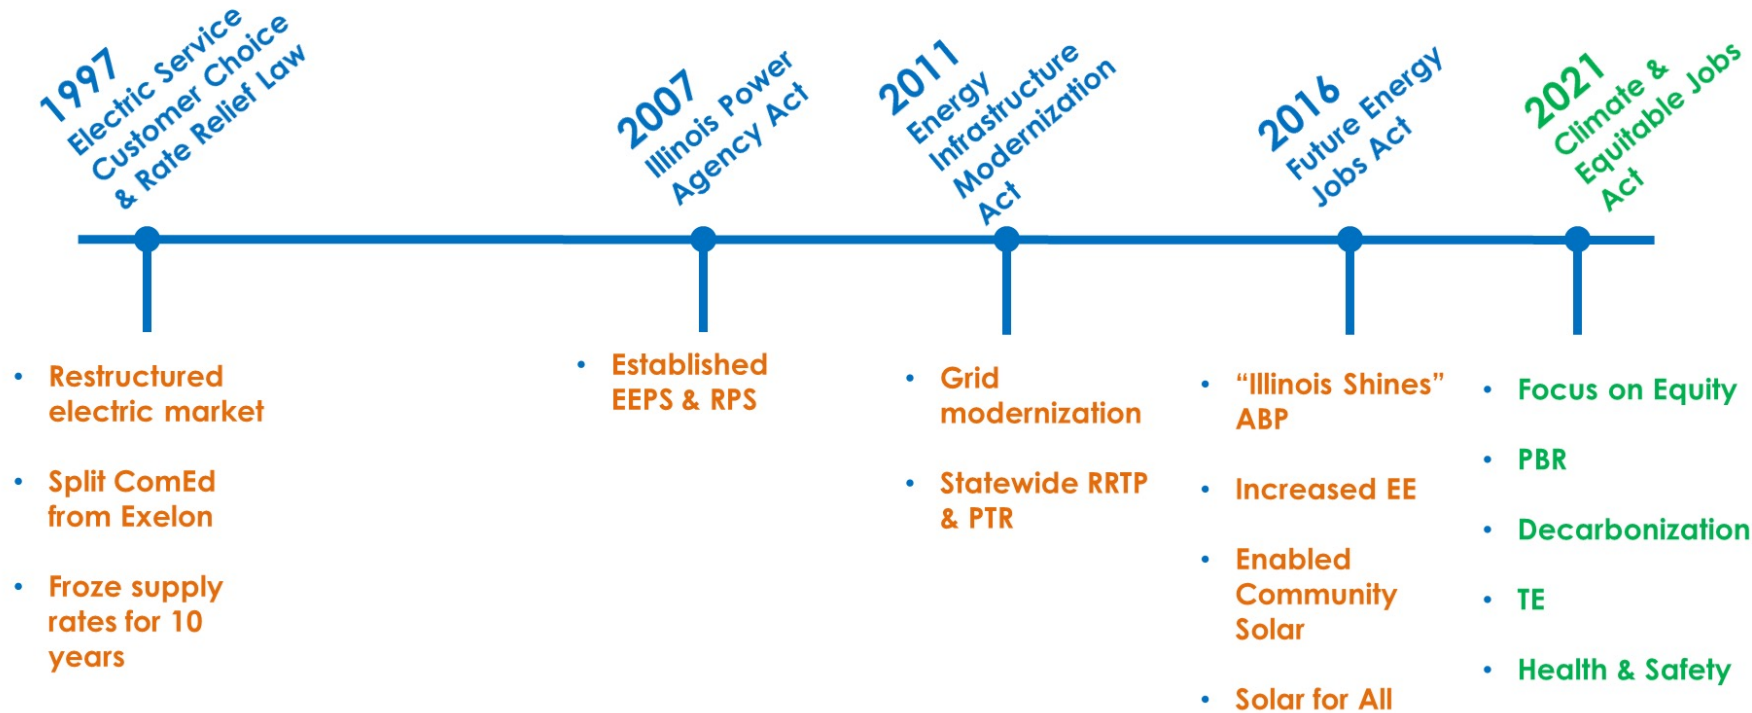 1997
Electric Service
Customer Choice
& Rate Relief Law
2007
Illinois Power
Agency Act
2011
Energy
Infrastructure
Modernization
Act
2016
Future Energy
Jobs Act
2021
Climate &
Equitable Jobs
Act
• Restructured
electric market
• Split ComEd
from Exelon
• Froze supply
rates for 10
years
• Established
EEPS & RPS
• Grid
modernization
• Statewide RRTP
& PTR
• “Illinois Shines”
ABP
• Increased EE
• Enabled
Community
Solar
• Solar for All
• Focus on Equity
• PBR
• Decarbonization
• TE
• Health & Safety